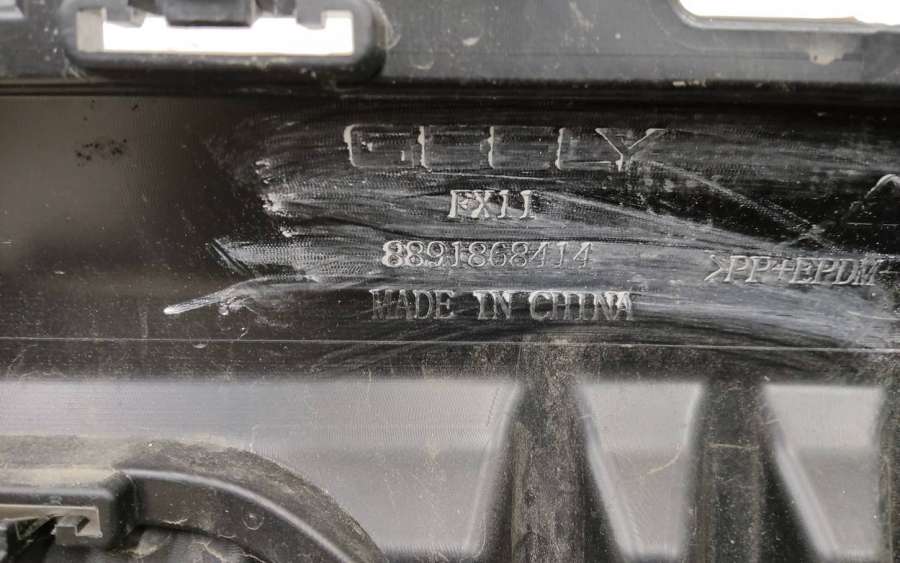 GEELY
FX11
8891868414
>PP+EPDM
MADE IN CHINA